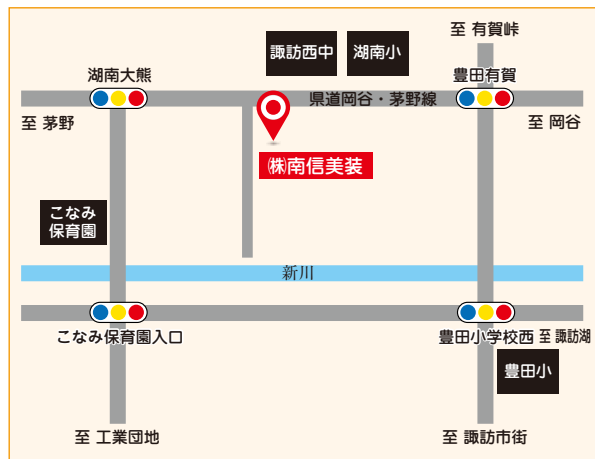 至 有賀峠
諏訪西中
湖南小
湖南大熊
豊田有賀
県道岡谷・茅野線
至 茅野
至 岡谷
㈱南信美装
こなみ
保育園
新川
こなみ保育園入口
豊田小学校西
至 諏訪湖
豊田小
至 工業団地
至 諏訪市街